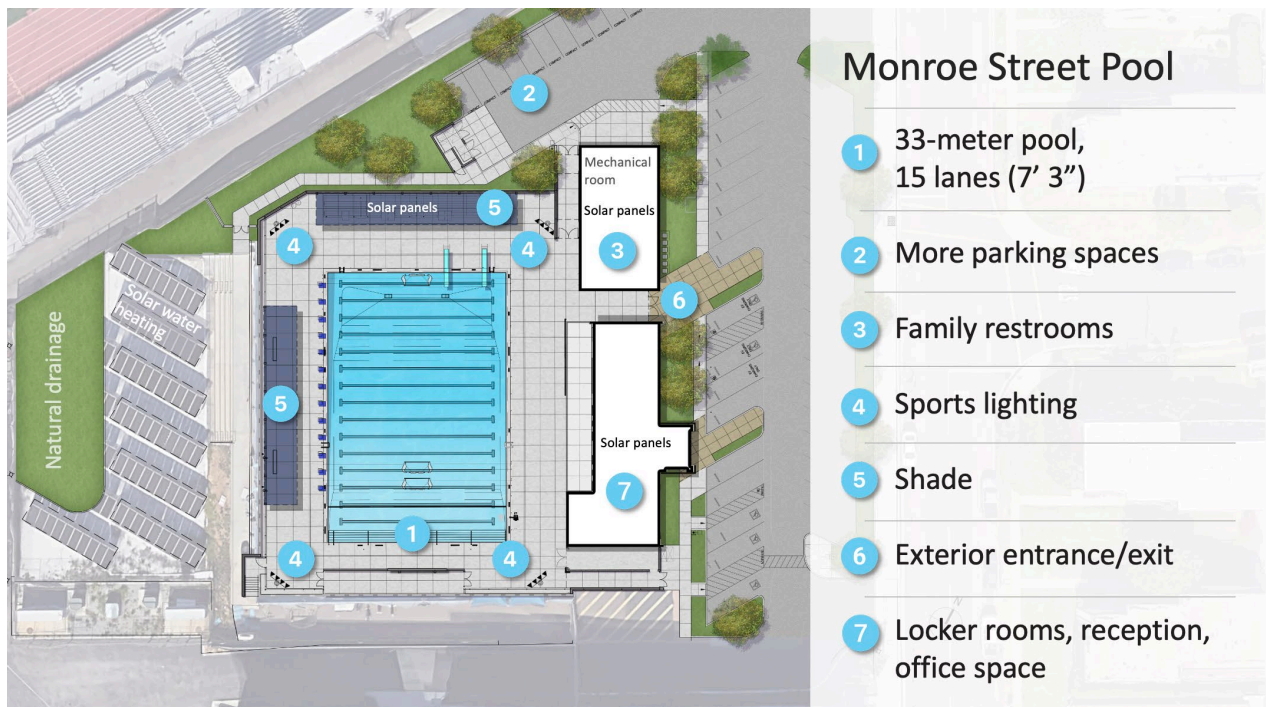 Monroe Street Pool
1
33-meter pool,
15 lanes (7’ 3”)
2
More parking spaces
3
Family restrooms
4
Sports lighting
5
Shade
6
Exterior entrance/exit
7
Locker rooms, reception,
office space
2
Mechanical
room
Solar panels
3
Solar panels
5
4
4
6
Solar water
heating
Natural drainage
5
Solar panels
7
1
4
4